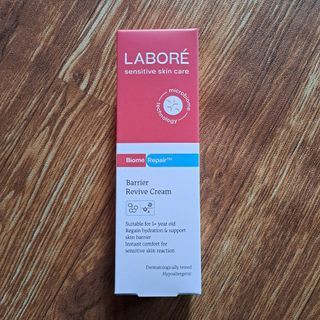 LABORÉ
sensitive skin care
microbiome
technology
Biome Repair™
Barrier
Revive Cream
Suitable for 1+ year old
Regain hydration & support
skin barrier
Instant comfort for
sensitive skin reaction
Dermatologically tested
Hypoallergenic